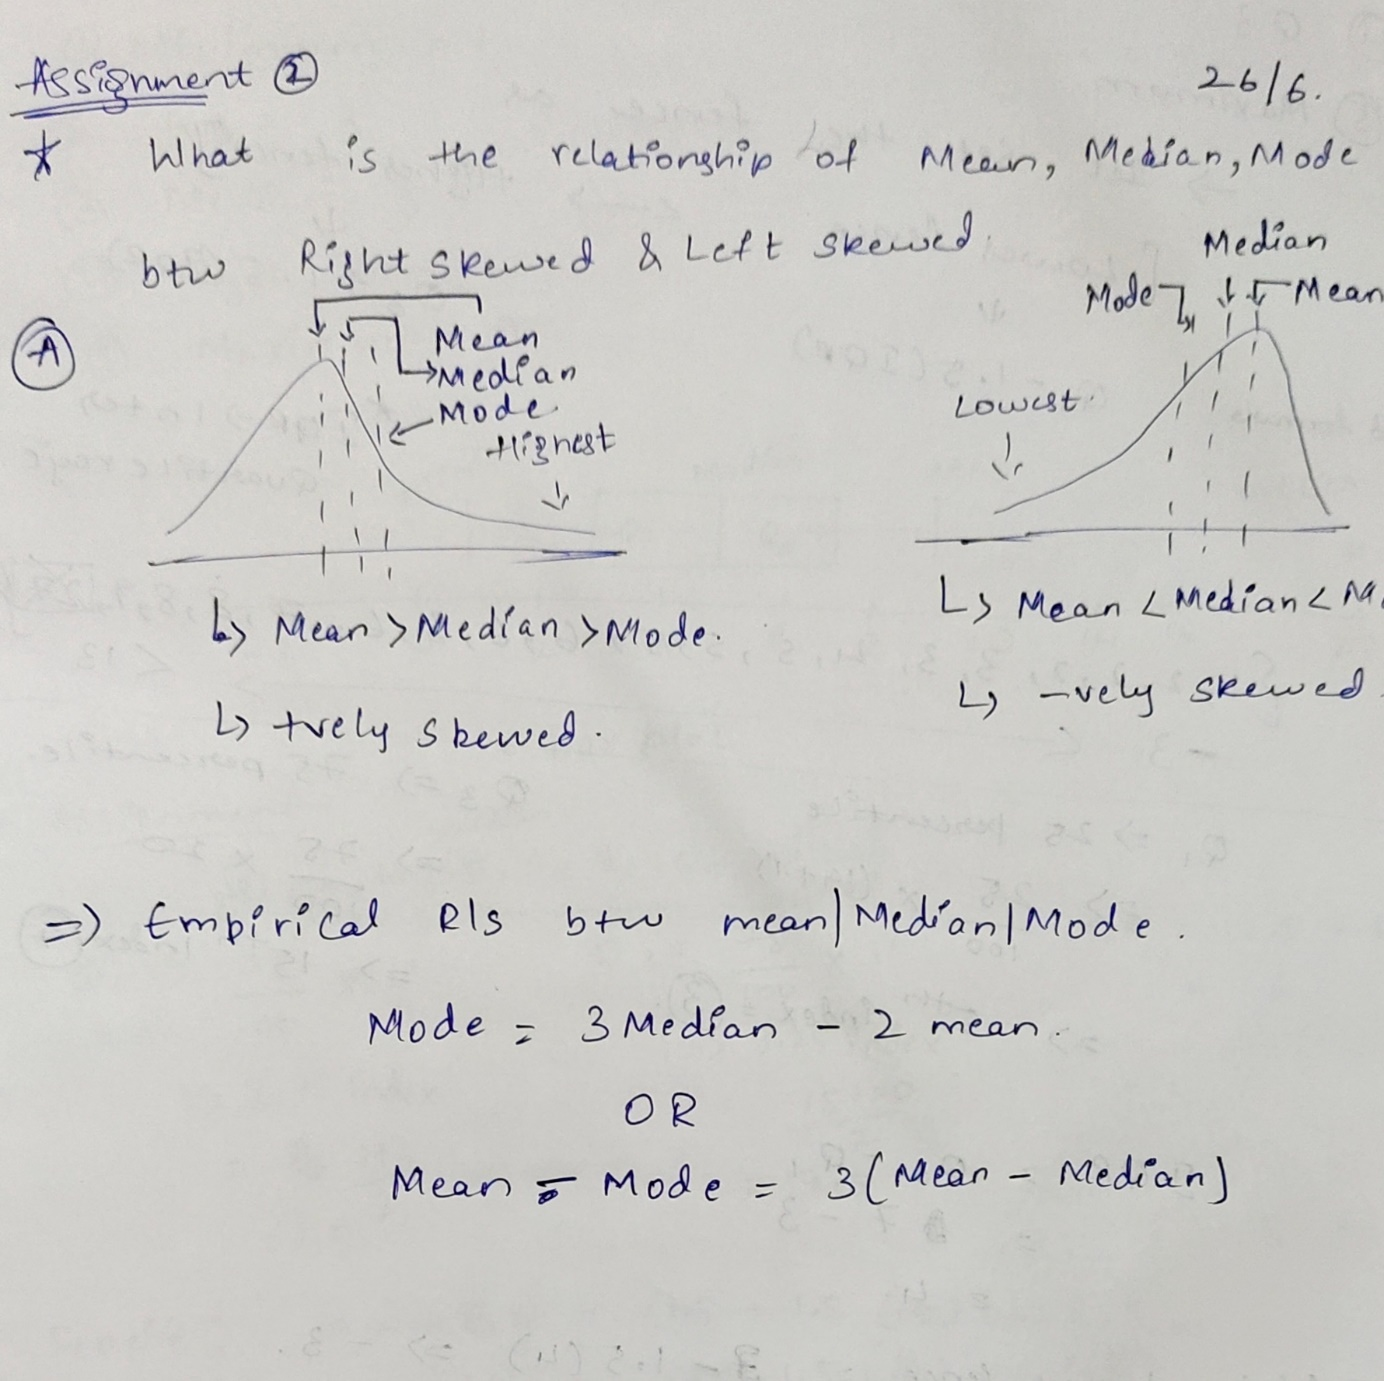 Assignment ②
26/6.
* What is the relationship of Mean, Median, Mode
btw Right skewed & Left skewed.
A
Mean
Median
Mode
Highest
Median
Mode
Mean
Lowest
↳ Mean > Median > Mode.
↳ +vely skewed.
↳ Mean < Median < M
↳ -vely skewed
⇒ Empirical Rls btw mean/Median/Mode.
Mode = 3 Median - 2 mean.
OR
Mean - Mode = 3(Mean - Median)